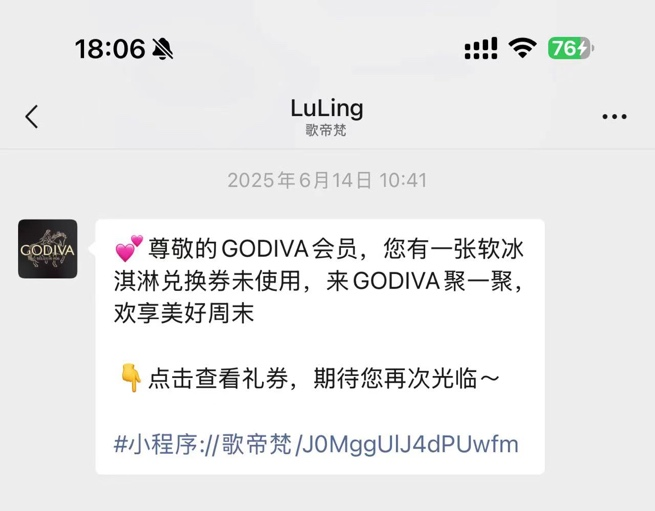 18:06
76
LuLing
歌帝梵
2025年6月14日 10:41
GODIVA
💕尊敬的GODIVA会员，您有一张软冰
淇淋兑换券未使用，来GODIVA聚一聚，
欢享美好周末
👇点击查看礼券，期待您再次光临～
#小程序://歌帝梵/J0MggUlJ4dPUwfm